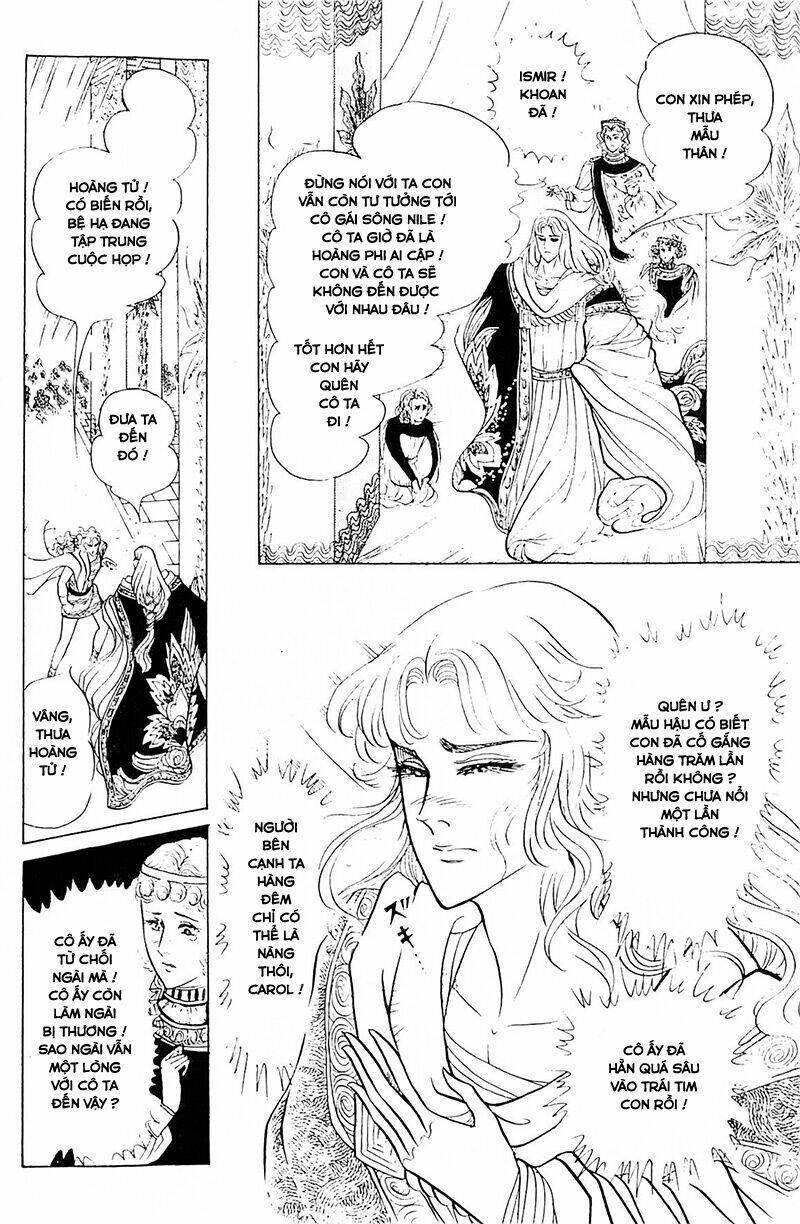 CON XIN PHÉP,
THƯA
MẪU
THÂN!
ISMIR!
KHOAN
ĐÃ!
ĐỪNG NÓI VỚI TA CON
VẪN CÒN TƯ TƯỞNG TỚI
CÔ GÁI SÔNG NILE!
CÔ TA GIỜ ĐÃ LÀ
HOÀNG PHI AI CẬP!
CON VÀ CÔ TA SẼ
KHÔNG ĐẾN ĐƯỢC
VỚI NHAU ĐÂU!
TỐT HƠN HẾT
CON HÃY
QUÊN
CÔ TA
ĐI!
HOÀNG TỬ!
CÓ BIẾN RỒI,
BỆ HẠ ĐANG
TẬP TRUNG
CUỘC HỌP!
ĐƯA TA
ĐẾN
ĐÓ!
VÂNG,
THƯA
HOÀNG
TỬ!
QUÊN Ư?
MẪU HẬU CÓ BIẾT
CON ĐÃ CỐ GẮNG
HÀNG TRĂM LẦN
RỒI KHÔNG?
NHƯNG CHƯA NỔI
MỘT LẦN
THÀNH CÔNG!
NGƯỜI
BÊN
CẠNH TA
HÀNG
ĐÊM
CHỈ CÓ
THỂ LÀ
NÀNG
THÔI,
CAROL!
ズキ…
CÔ ẤY ĐÃ
HẰN QUÁ SÂU
VÀO TRÁI TIM
CON RỒI!
CÔ ẤY ĐÃ
TỪ CHỐI
NGÀI MÀ!
CÔ ẤY CÒN
LÀM NGÀI
BỊ THƯƠNG!
SAO NGÀI VẪN
MỘT LÒNG
VỚI CÔ TA
ĐẾN VẬY?